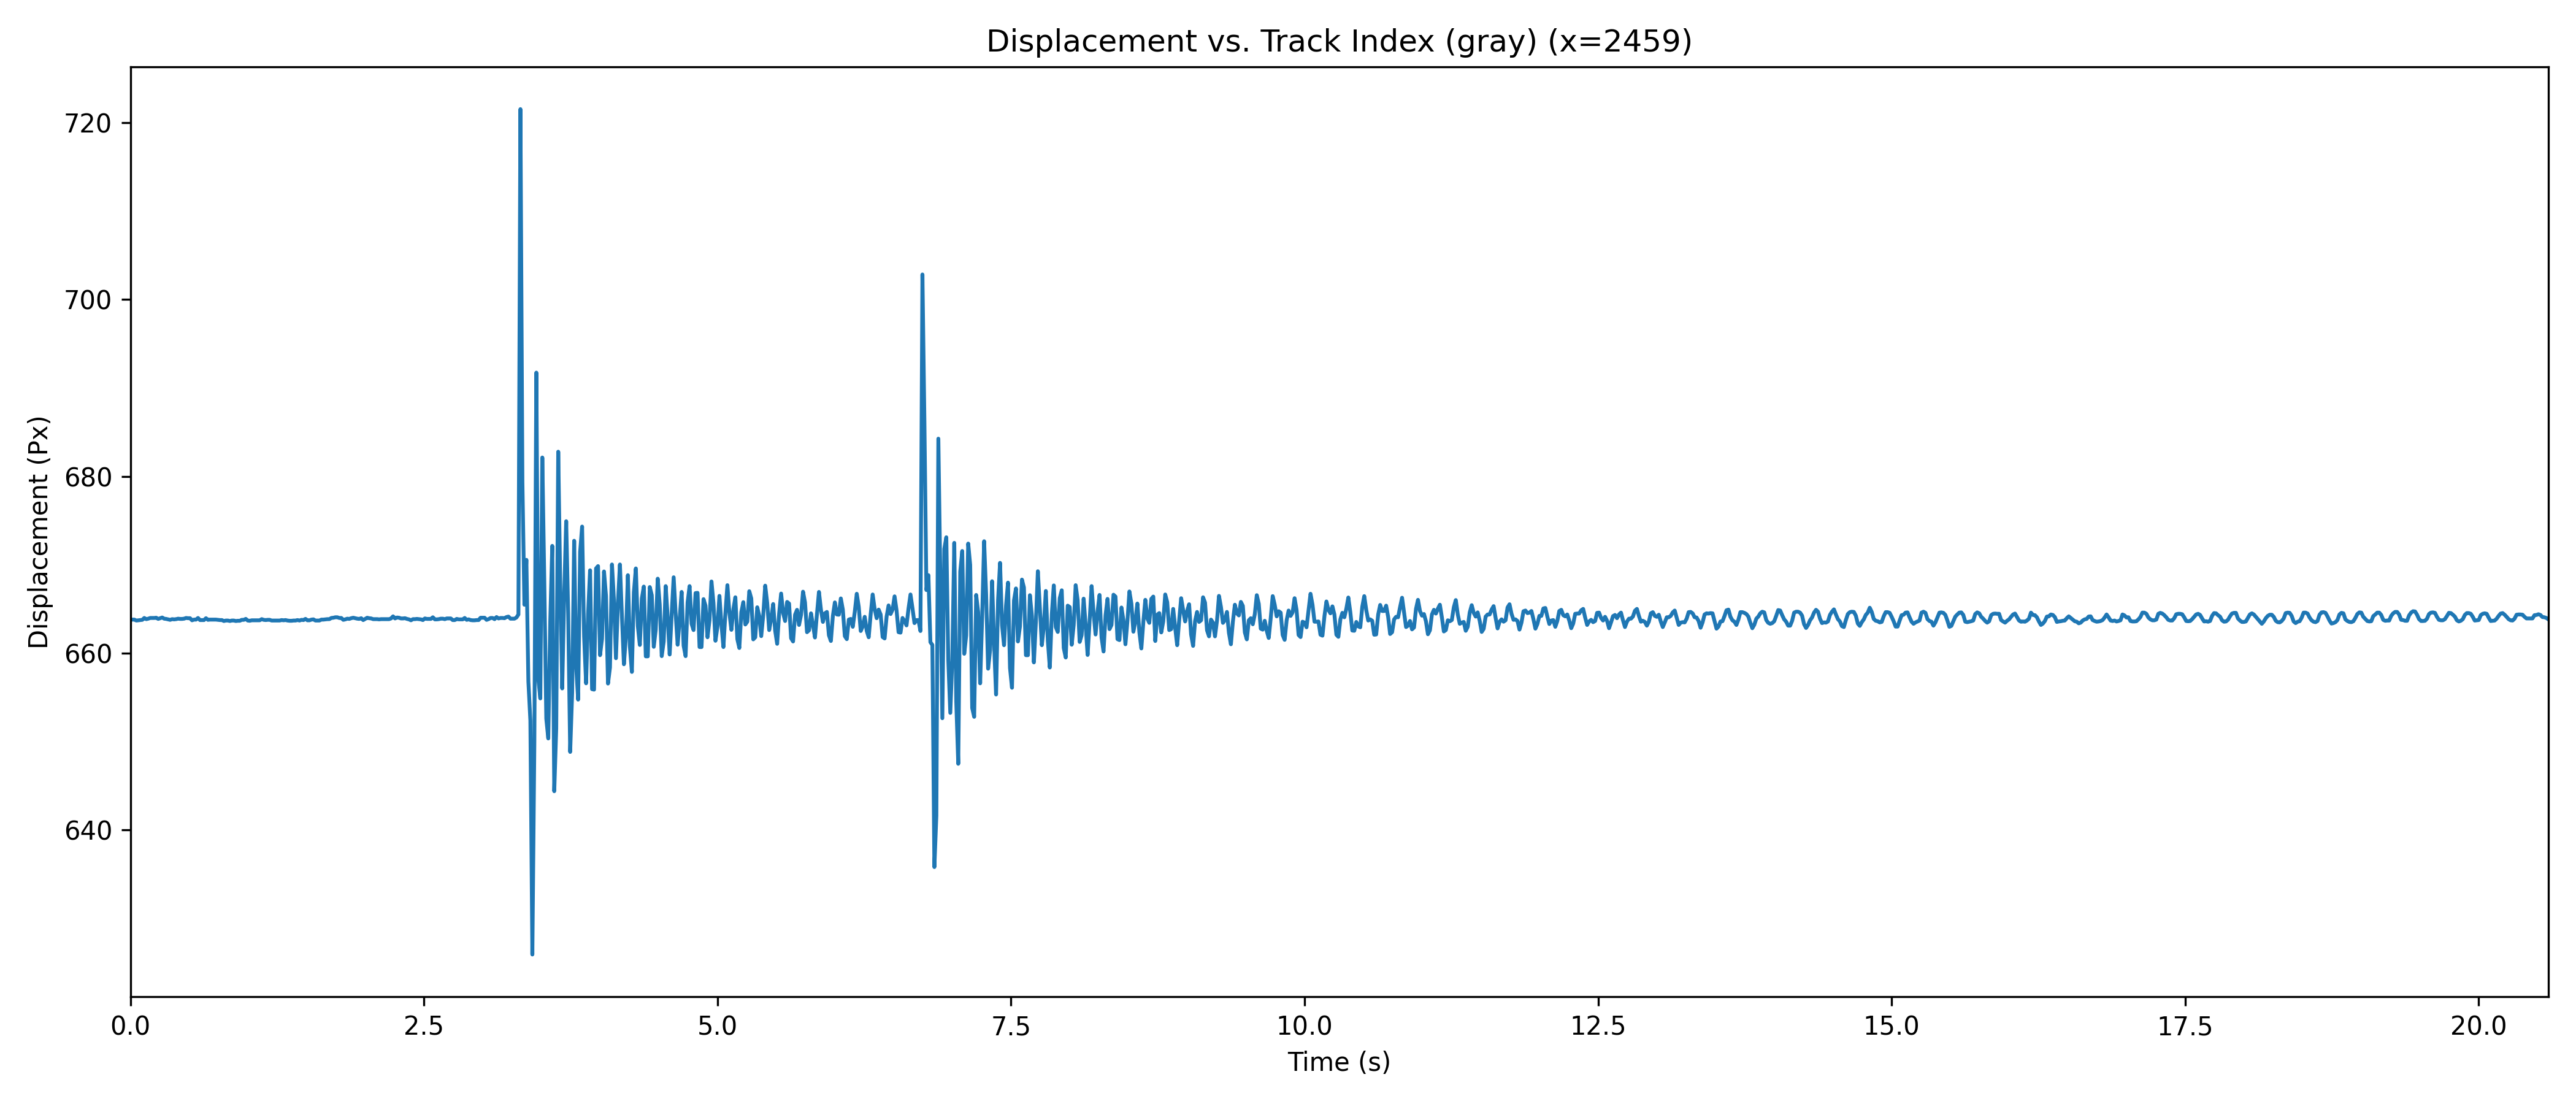 Displacement vs. Track Index (gray) (x=2459)
Displacement (Px)
720
700
680
660
640
0.0 2.5 5.0 7.5 10.0 12.5 15.0 17.5 20.0
Time (s)